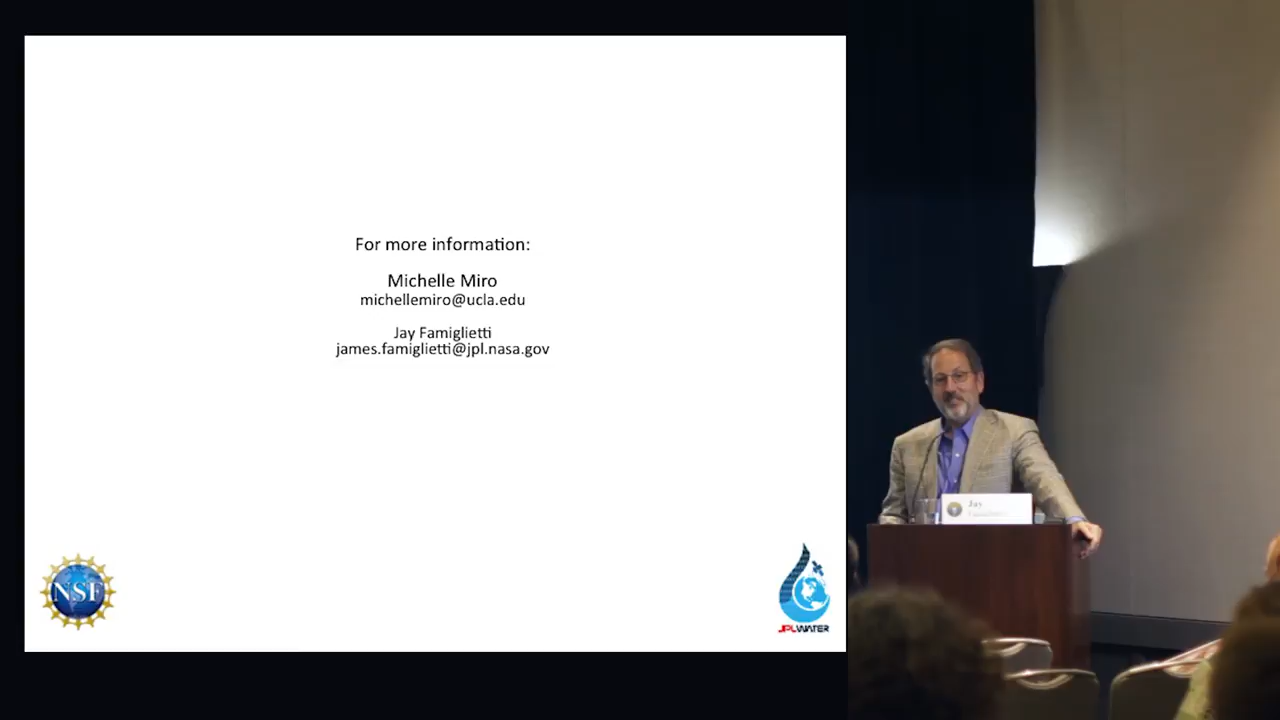 For more information:
Michelle Miro
michellemiro@ucla.edu
Jay Famiglietti
james.famiglietti@jpl.nasa.gov
NSF
JPLWATER
Jay